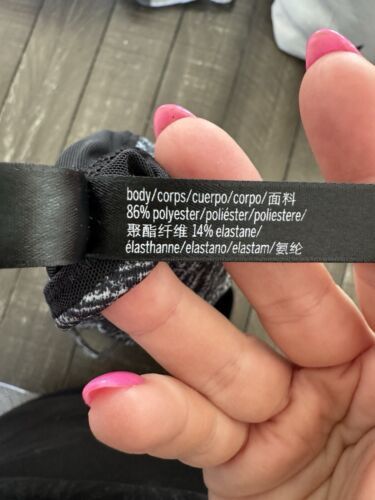 body/corps/cuerpo/corpo/面料
86% polyester/poliéster/poliestere/
聚酯纤维 14% elastane/
élasthanne/elastano/elastam/氨纶